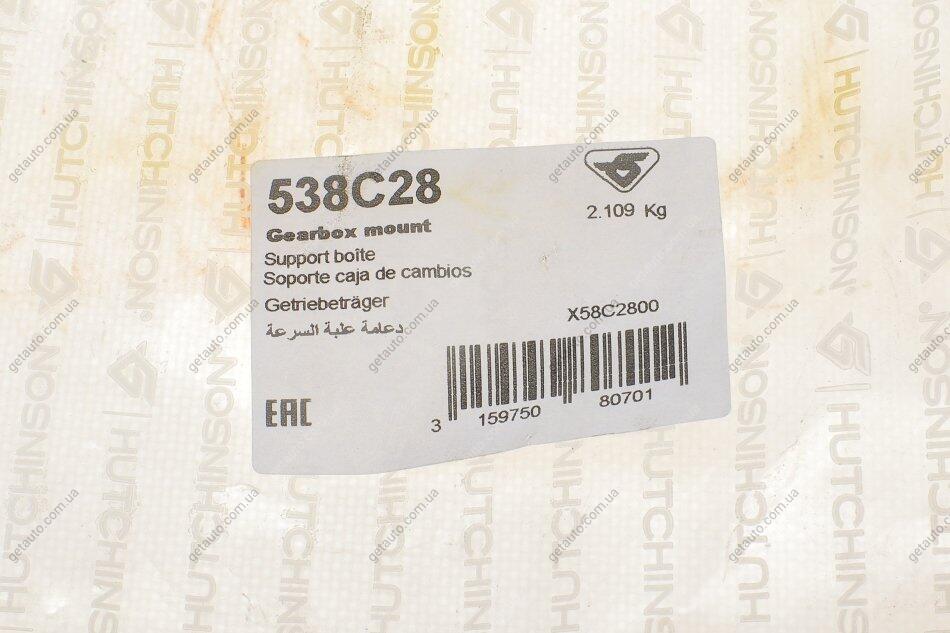 538C28
2.109 Kg
Gearbox mount
Support boîte
Soporte caja de cambios
Getriebeträger
دعامة علبة السرعة
X58C2800
EAC
3 159750 80701
HUTCHINSON
getauto.com.ua